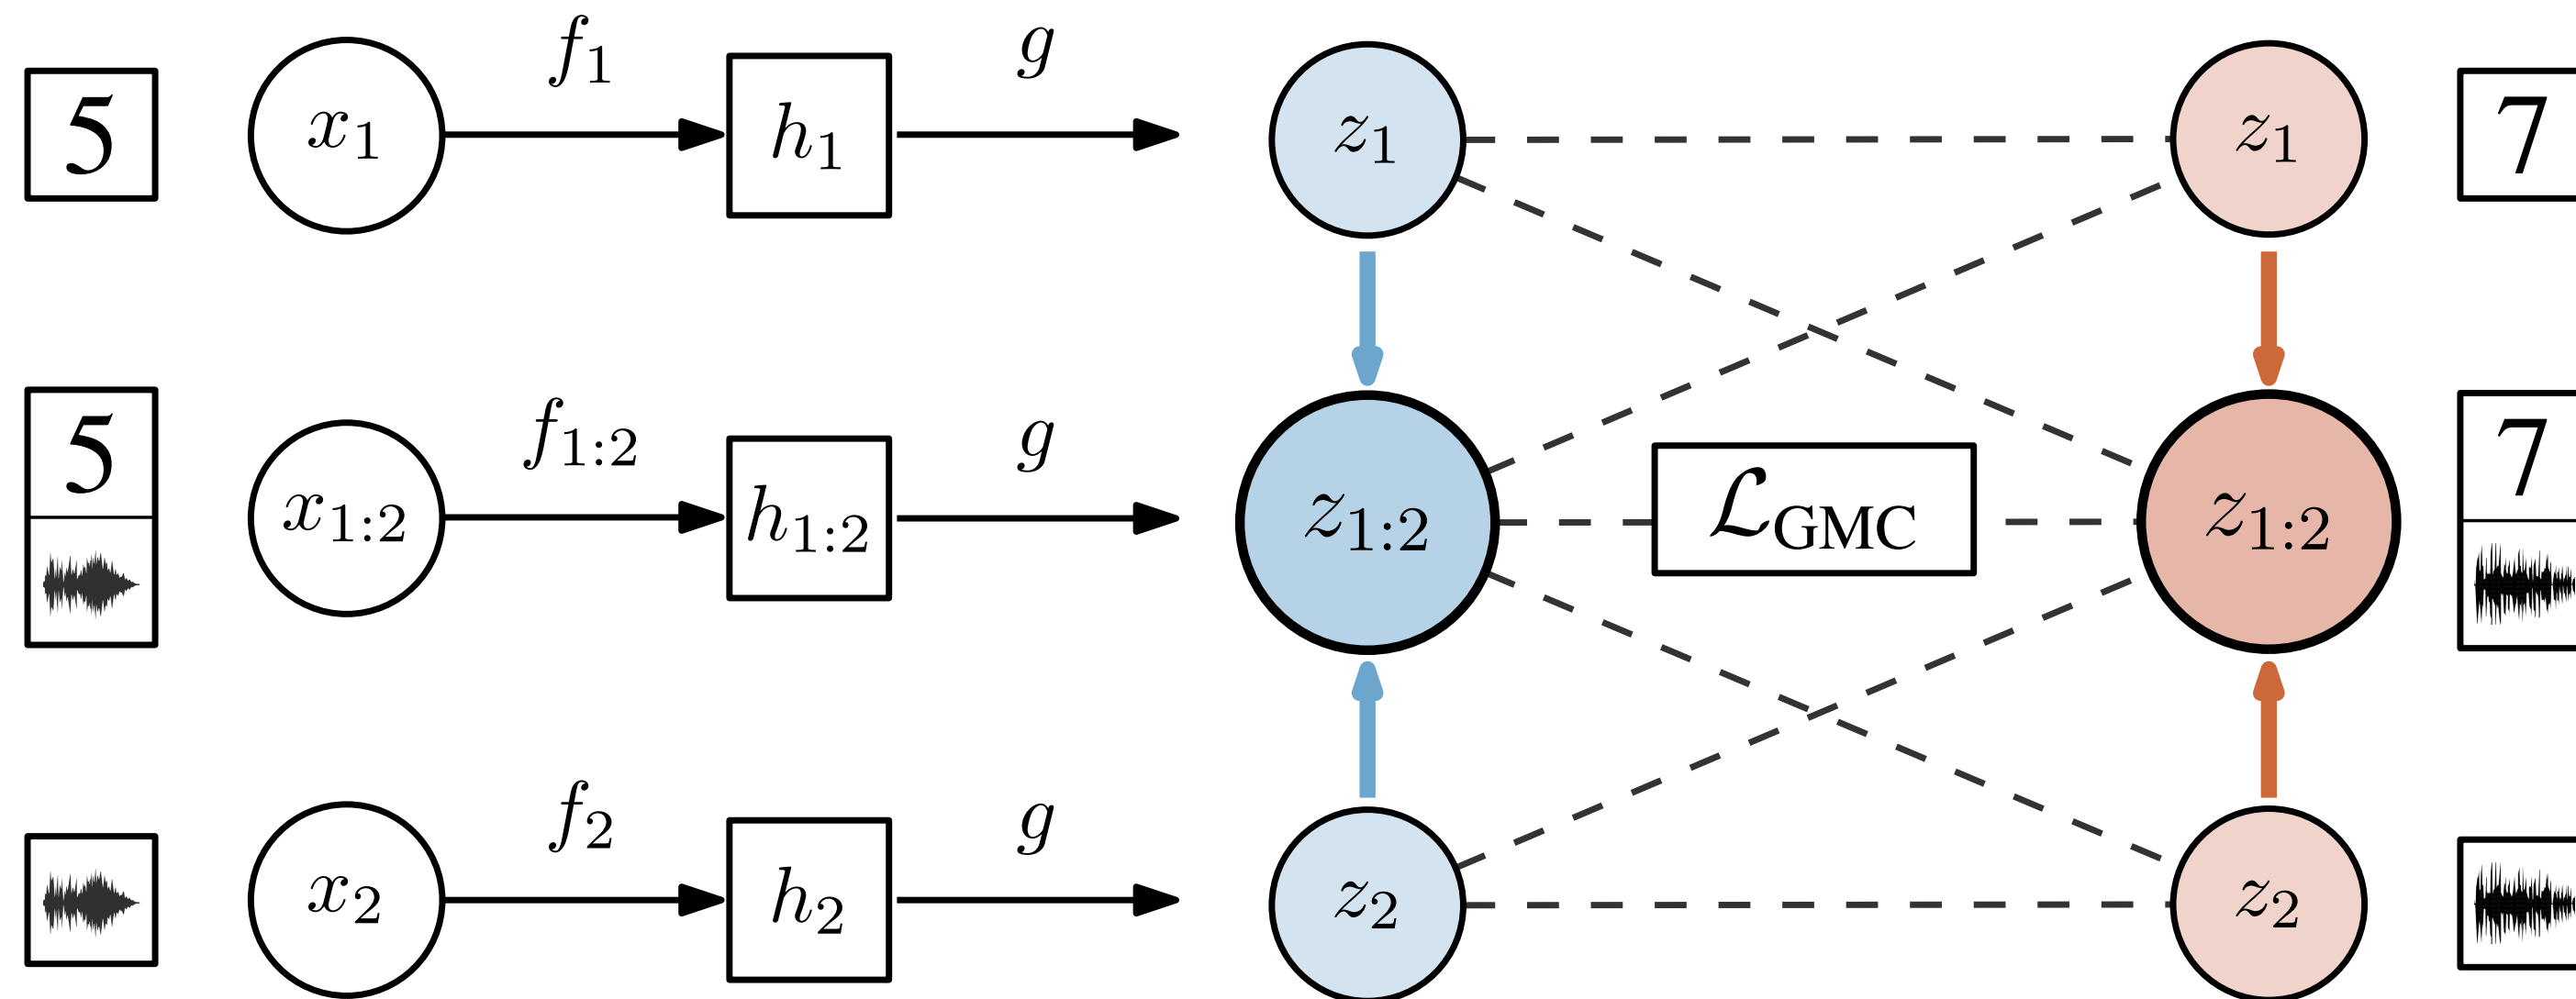 f₁ g
5 x₁ h₁ z₁ z₁ 7
f₁:₂ g
5 x₁:₂ h₁:₂ z₁:₂ ℒGMC z₁:₂ 7
f₂ g
x₂ h₂ z₂ z₂